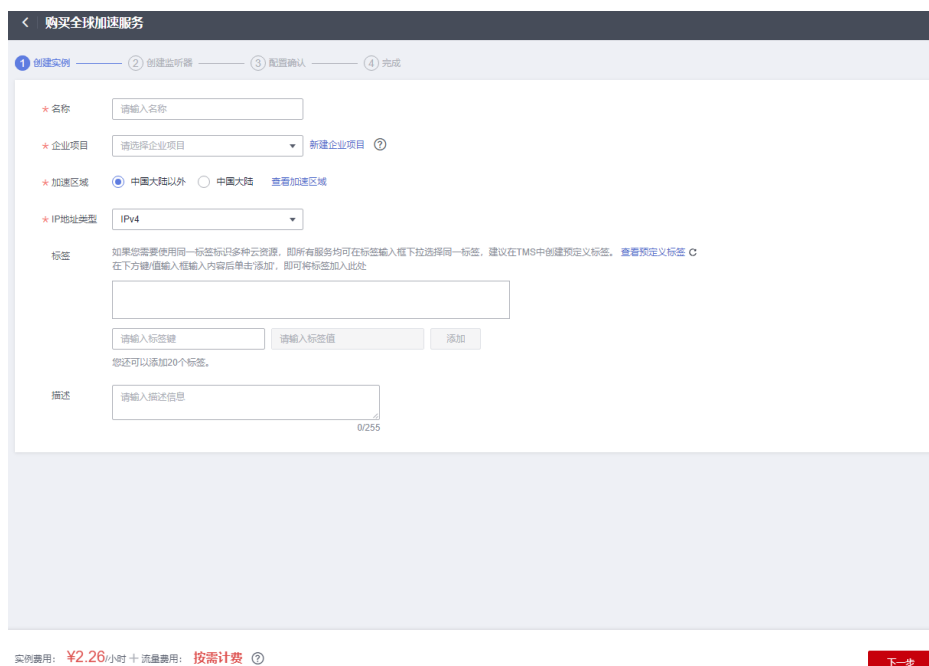 购买全球加速服务
1 创建实例 2 创建监听器 3 配置确认 4 完成
* 名称 请输入名称
* 企业项目 请选择企业项目 新建企业项目 ?
* 加速区域 中国大陆以外 中国大陆 查看加速区域
* IP地址类型 IPv4
标签 如果您需要使用同一标签标识多种云资源，即所有服务均可在标签输入框下拉选择同一标签，建议在TMS中创建预定义标签。 查看预定义标签
在下方键/值输入框输入内容后单击'添加'，即可将标签加入此处
请输入标签键 请输入标签值 添加
您还可以添加20个标签。
描述 请输入描述信息
0/255
实例费用： ¥2.26/小时 + 流量费用： 按需计费 ?
下一步